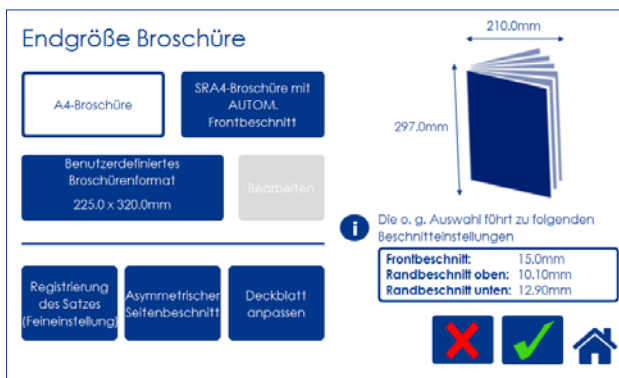 Endgröße Broschüre
210.0mm
A4-Broschüre
SRA4-Broschüre mit
AUTOM.
Frontbeschnitt
297.0mm
Benutzerdefiniertes
Broschürenformat
225.0 x 320.0mm
Bearbeiten
i
Die o. g. Auswahl führt zu folgenden
Beschnitteinstellungen
Frontbeschnitt: 15.0mm
Randbeschnitt oben: 10.10mm
Randbeschnitt unten: 12.90mm
Registrierung
des Satzes
(Feineinstellung)
Asymmetrischer
Seitenbeschnitt
Deckblatt
anpassen